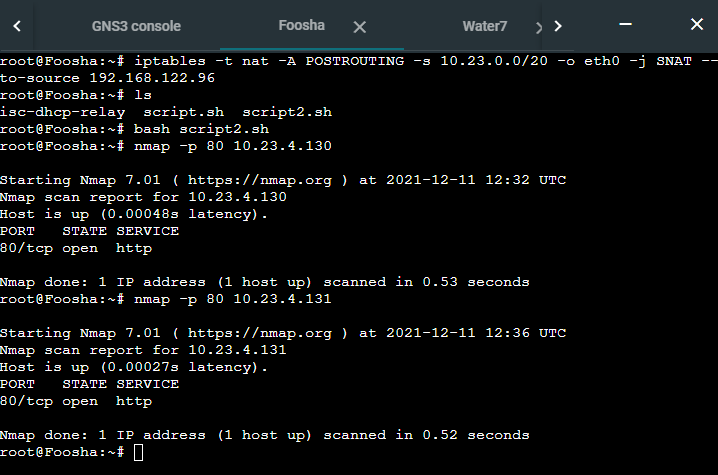 GNS3 console
Foosha
Water7
root@Foosha:~# iptables -t nat -A POSTROUTING -s 10.23.0.0/20 -o eth0 -j SNAT --
to-source 192.168.122.96
root@Foosha:~# ls
isc-dhcp-relay  script.sh  script2.sh
root@Foosha:~# bash script2.sh
root@Foosha:~# nmap -p 80 10.23.4.130

Starting Nmap 7.01 ( https://nmap.org ) at 2021-12-11 12:32 UTC
Nmap scan report for 10.23.4.130
Host is up (0.00048s latency).
PORT   STATE SERVICE
80/tcp open  http

Nmap done: 1 IP address (1 host up) scanned in 0.53 seconds
root@Foosha:~# nmap -p 80 10.23.4.131

Starting Nmap 7.01 ( https://nmap.org ) at 2021-12-11 12:36 UTC
Nmap scan report for 10.23.4.131
Host is up (0.00027s latency).
PORT   STATE SERVICE
80/tcp open  http

Nmap done: 1 IP address (1 host up) scanned in 0.52 seconds
root@Foosha:~#